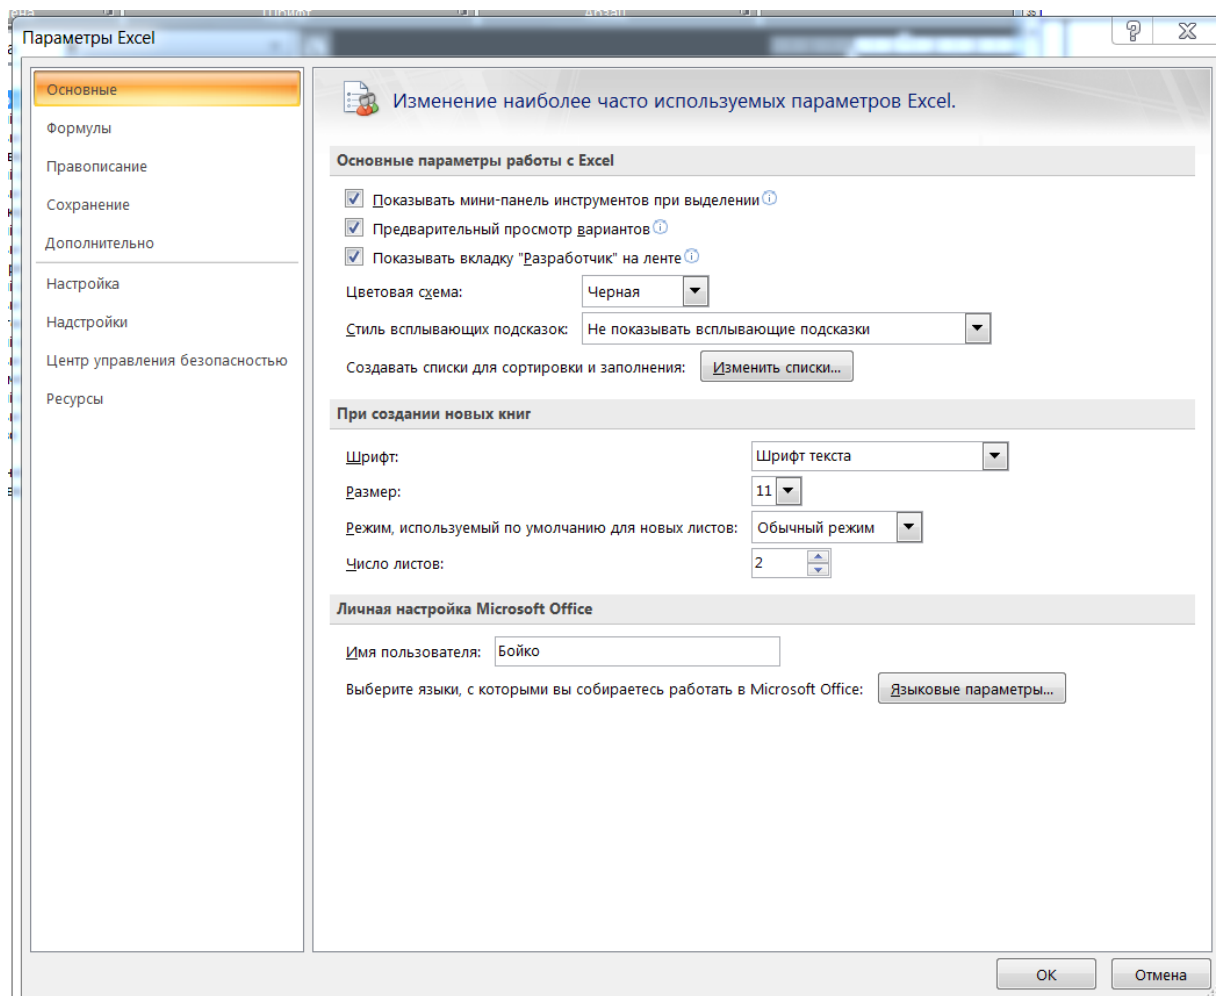 Параметры Excel
Основные
Формулы
Правописание
Сохранение
Дополнительно
Настройка
Надстройки
Центр управления безопасностью
Ресурсы
Изменение наиболее часто используемых параметров Excel.
Основные параметры работы с Excel
Показывать мини-панель инструментов при выделении
Предварительный просмотр вариантов
Показывать вкладку "Разработчик" на ленте
Цветовая схема: Черная
Стиль всплывающих подсказок: Не показывать всплывающие подсказки
Создавать списки для сортировки и заполнения: Изменить списки...
При создании новых книг
Шрифт: Шрифт текста
Размер: 11
Режим, используемый по умолчанию для новых листов: Обычный режим
Число листов: 2
Личная настройка Microsoft Office
Имя пользователя: Бойко
Выберите языки, с которыми вы собираетесь работать в Microsoft Office: Языковые параметры...
ОК Отмена